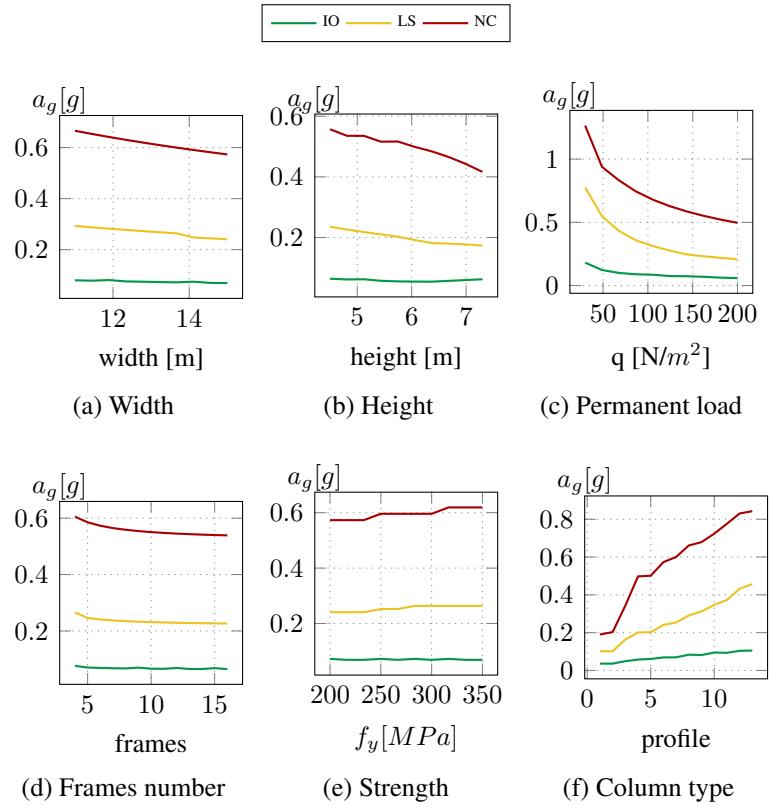 IO LS NC
a_g[g]
0.6
0.4
0.2
12 14
width [m]
(a) Width
a_g[g]
0.6
0.4
0.2
5 6 7
height [m]
(b) Height
a_g[g]
1
0.5
0
50 100 150 200
q [N/m²]
(c) Permanent load
a_g[g]
0.6
0.4
0.2
5 10 15
frames
(d) Frames number
a_g[g]
0.6
0.4
0.2
200 250 300 350
f_y[MPa]
(e) Strength
a_g[g]
0.8
0.6
0.4
0.2
0
0 5 10
profile
(f) Column type